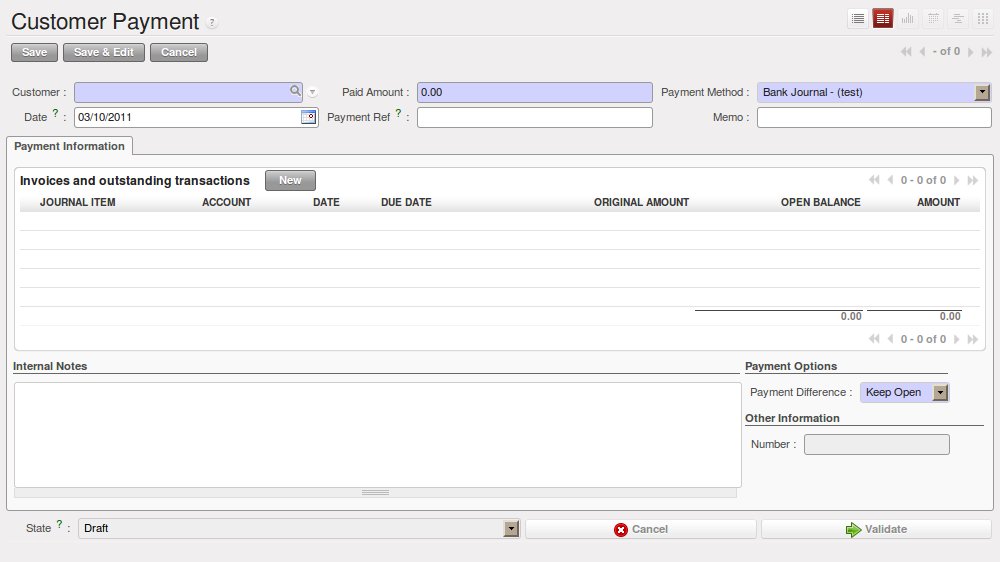 Customer Payment ?
Save Save & Edit Cancel - of 0
Customer : Paid Amount : 0.00 Payment Method : Bank Journal - (test)
Date ? : 03/10/2011 Payment Ref ? : Memo :
Payment Information
Invoices and outstanding transactions New 0 - 0 of 0
JOURNAL ITEM ACCOUNT DATE DUE DATE ORIGINAL AMOUNT OPEN BALANCE AMOUNT
0.00 0.00
0 - 0 of 0
Internal Notes Payment Options
Payment Difference : Keep Open
Other Information
Number :
State ? : Draft Cancel Validate